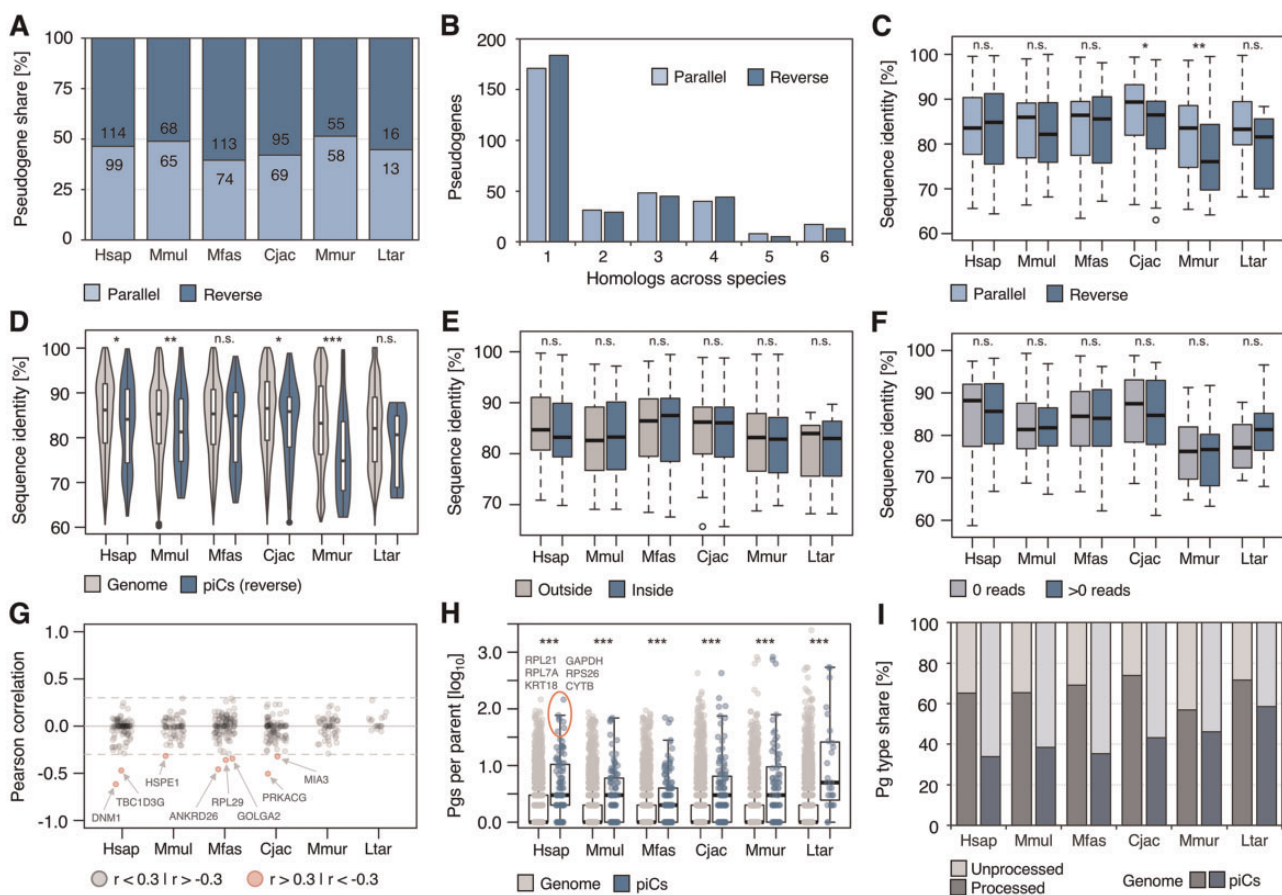 A
Pseudogene share [%]
100
75
50
25
0
114
68
113
95
55
16
99
65
74
69
58
13
Hsap Mmul Mfas Cjac Mmur Ltar
Parallel Reverse
B
Pseudogenes
200
150
100
50
0
Parallel Reverse
1 2 3 4 5 6
Homologs across species
C
Sequence identity [%]
n.s. n.s. n.s. * ** n.s.
100
90
80
70
60
Hsap Mmul Mfas Cjac Mmur Ltar
Parallel Reverse
D
Sequence identity [%]
* ** n.s. * *** n.s.
100
90
80
70
60
Hsap Mmul Mfas Cjac Mmur Ltar
Genome piCs (reverse)
E
Sequence identity [%]
n.s. n.s. n.s. n.s. n.s. n.s.
100
90
80
70
Hsap Mmul Mfas Cjac Mmur Ltar
Outside Inside
F
Sequence identity [%]
n.s. n.s. n.s. n.s. n.s. n.s.
100
90
80
70
60
Hsap Mmul Mfas Cjac Mmur Ltar
0 reads >0 reads
G
Pearson correlation
1.0
0.5
0.0
-0.5
-1.0
DNM1
TBC1D3G
HSPE1
ANKRD26
RPL29
GOLGA2
PRKACG
MIA3
Hsap Mmul Mfas Cjac Mmur Ltar
r < 0.3 | r > -0.3 r > 0.3 | r < -0.3
H
Pgs per parent [log10]
*** *** *** *** *** ***
3.0
2.0
1.0
0.0
RPL21 GAPDH
RPL7A RPS26
KRT18 CYTB
Hsap Mmul Mfas Cjac Mmur Ltar
Genome piCs
I
Pg type share [%]
100
80
60
40
20
0
Hsap Mmul Mfas Cjac Mmur Ltar
Unprocessed
Processed
Genome piCs